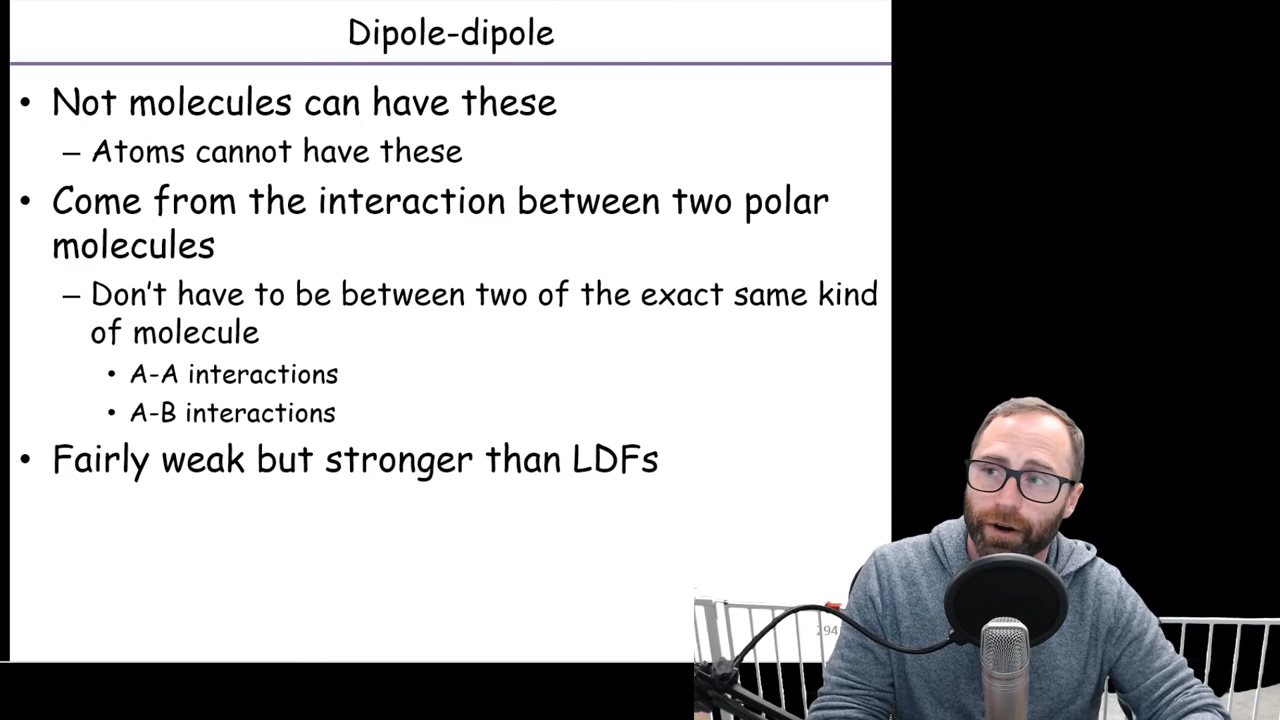 Dipole-dipole
• Not molecules can have these
– Atoms cannot have these
• Come from the interaction between two polar
molecules
– Don't have to be between two of the exact same kind
of molecule
• A-A interactions
• A-B interactions
• Fairly weak but stronger than LDFs
294